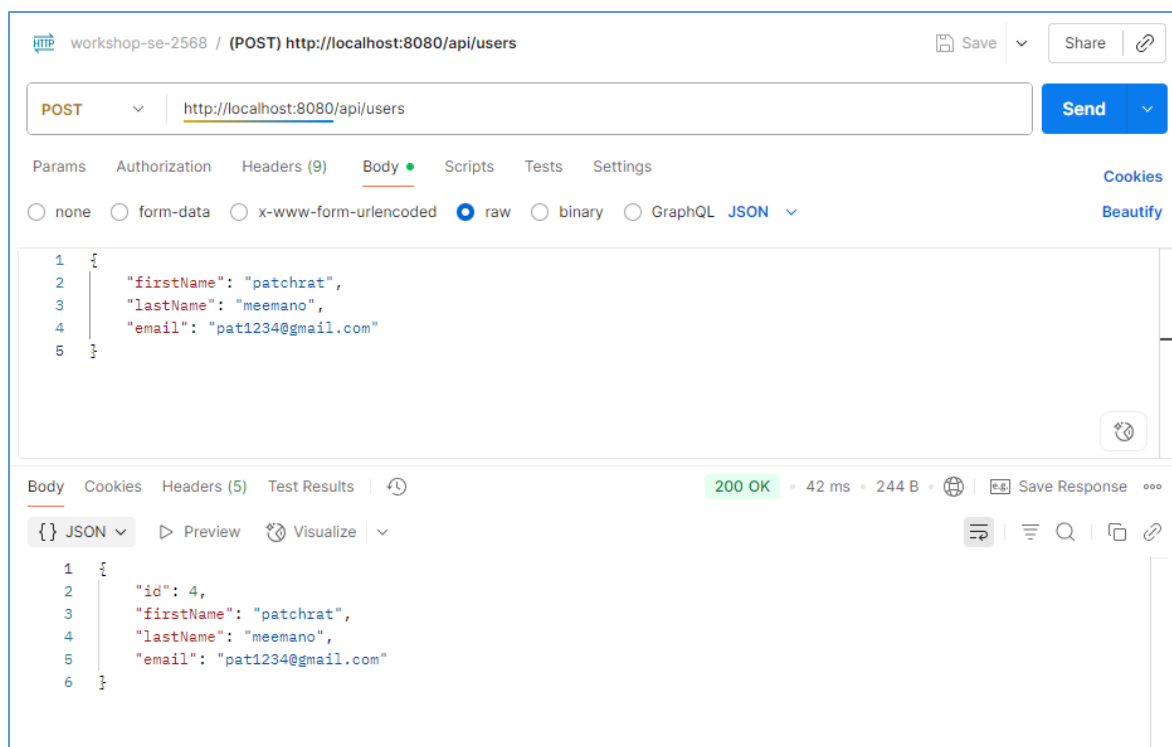 HTTP workshop-se-2568 / (POST) http://localhost:8080/api/users Save Share
POST http://localhost:8080/api/users Send
Params Authorization Headers (9) Body Scripts Tests Settings Cookies
none form-data x-www-form-urlencoded raw binary GraphQL JSON Beautify
1 {
2 "firstName": "patchrat",
3 "lastName": "meemano",
4 "email": "pat1234@gmail.com"
5 }
Body Cookies Headers (5) Test Results 200 OK • 42 ms • 244 B • e.g. Save Response
{} JSON Preview Visualize
1 {
2 "id": 4,
3 "firstName": "patchrat",
4 "lastName": "meemano",
5 "email": "pat1234@gmail.com"
6 }